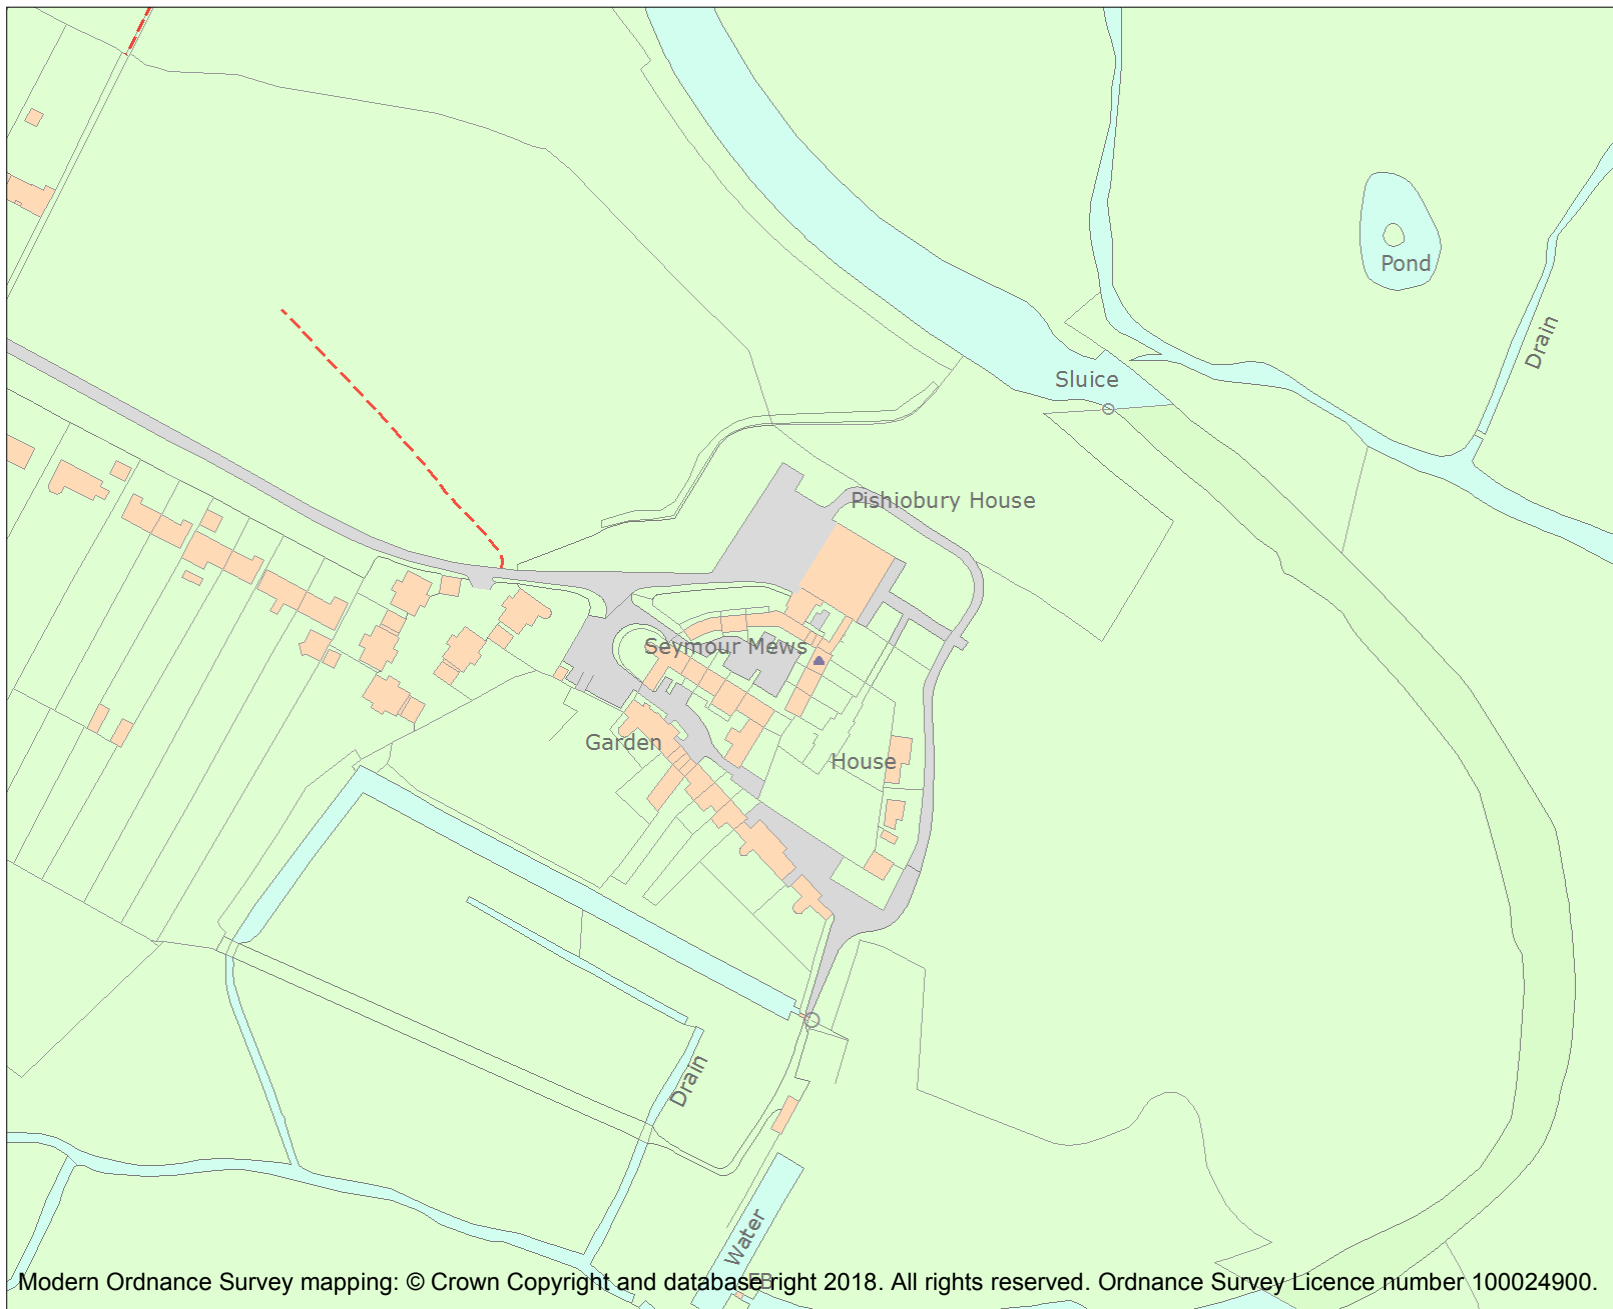 Pond
Drain
Sluice
Pishiobury House
Seymour Mews
Garden
House
Drain
Water
FB
Modern Ordnance Survey mapping: © Crown Copyright and database right 2018. All rights reserved. Ordnance Survey Licence number 100024900.